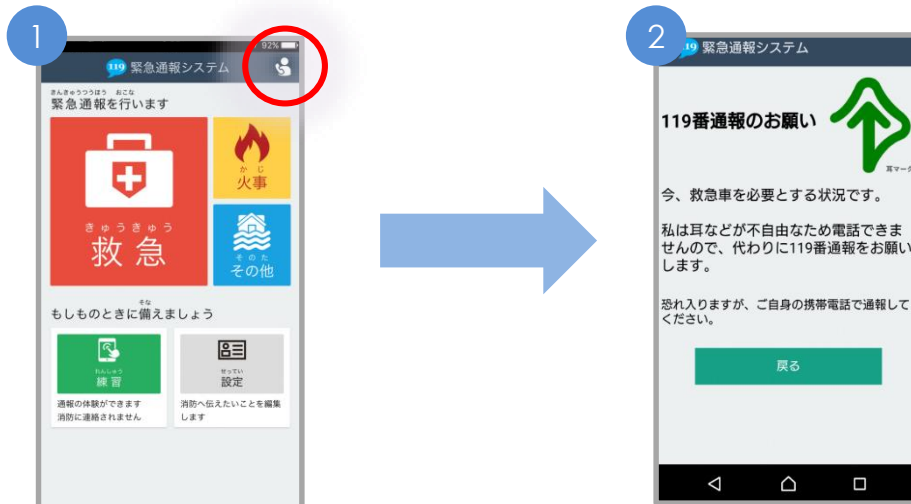 1
92%
119 緊急通報システム
きんきゅうつうほう おこな
緊急通報を行います
きゅうきゅう
救急
かじ
火事
そのた
その他
そな
もしものときに備えましょう
れんしゅう
練習
通報の体験ができます
消防に連絡されません
せってい
設定
消防へ伝えたいことを編集
します
2
119 緊急通報システム
119番通報のお願い
耳マーク
今、救急車を必要とする状況です。
私は耳などが不自由なため電話できま
せんので、代わりに119番通報をお願い
します。
恐れ入りますが、ご自身の携帯電話で通報して
ください。
戻る